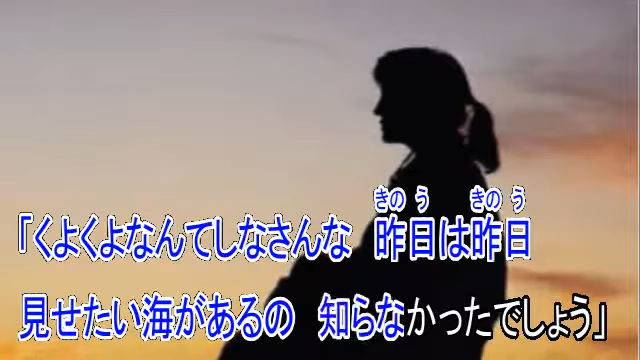 きのう きのう
「くよくよなんてしなさんな 昨日は昨日
見せたい海があるの 知らなかったでしょう」